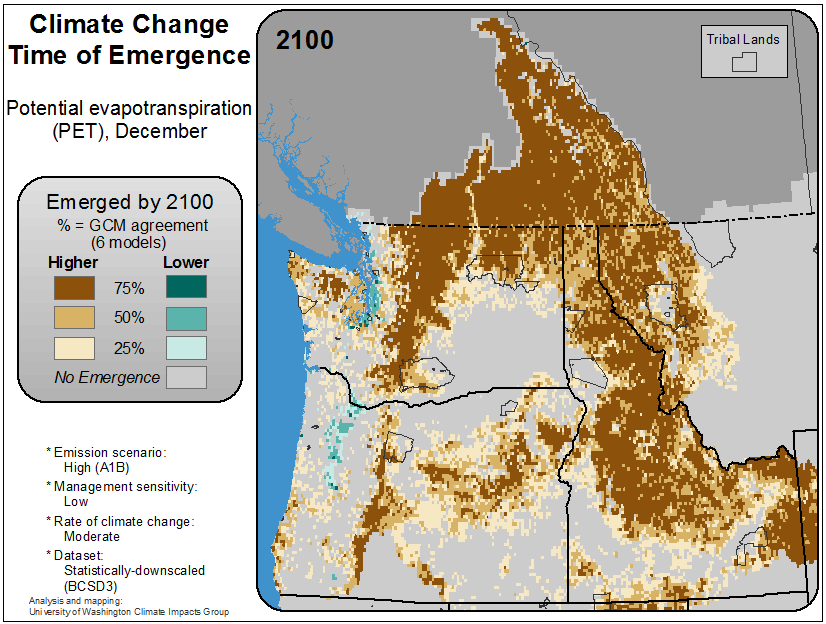 Climate Change
Time of Emergence
Potential evapotranspiration
(PET), December
Emerged by 2100
% = GCM agreement
(6 models)
Higher Lower
75%
50%
25%
No Emergence
* Emission scenario:
High (A1B)
* Management sensitivity:
Low
* Rate of climate change:
Moderate
* Dataset:
Statistically-downscaled
(BCSD3)
Analysis and mapping:
University of Washington Climate Impacts Group
2100
Tribal Lands